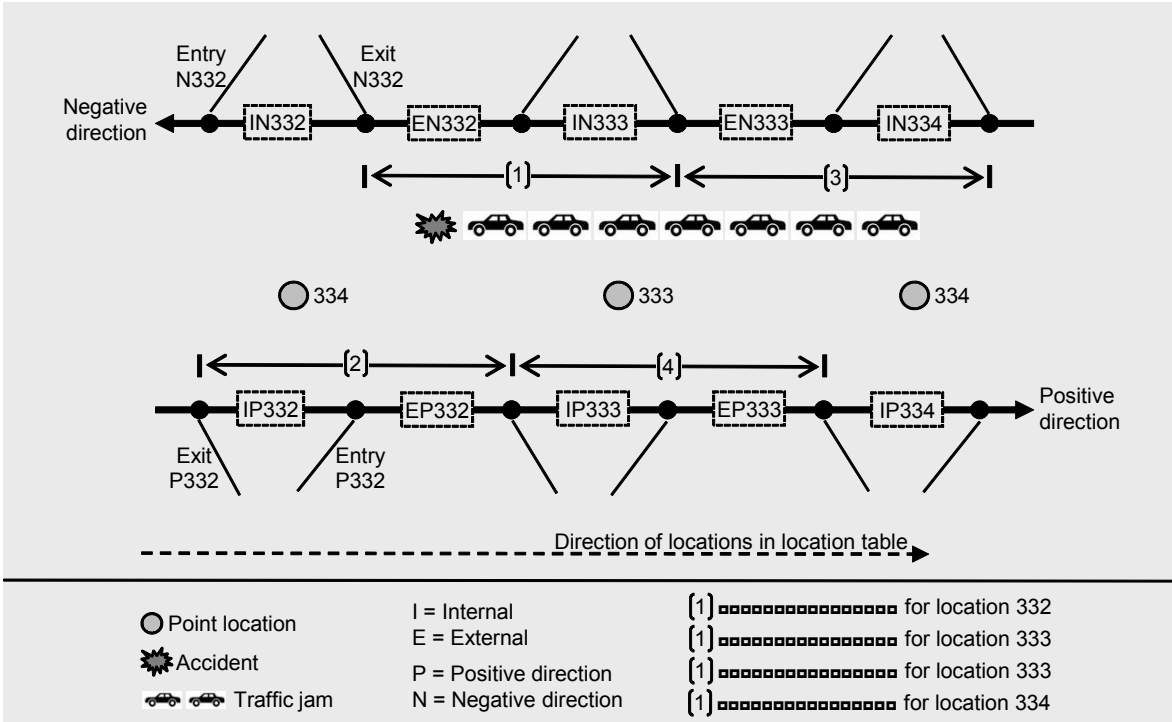 Entry
N332
Exit
N332
Negative
direction
IN332
EN332
IN333
EN333
IN334
(1)
(3)
334
333
334
(2)
(4)
IP332
EP332
IP333
EP333
IP334
Positive
direction
Exit
P332
Entry
P332
Direction of locations in location table
Point location
Accident
Traffic jam
I = Internal
E = External
P = Positive direction
N = Negative direction
(1) for location 332
(1) for location 333
(1) for location 333
(1) for location 334